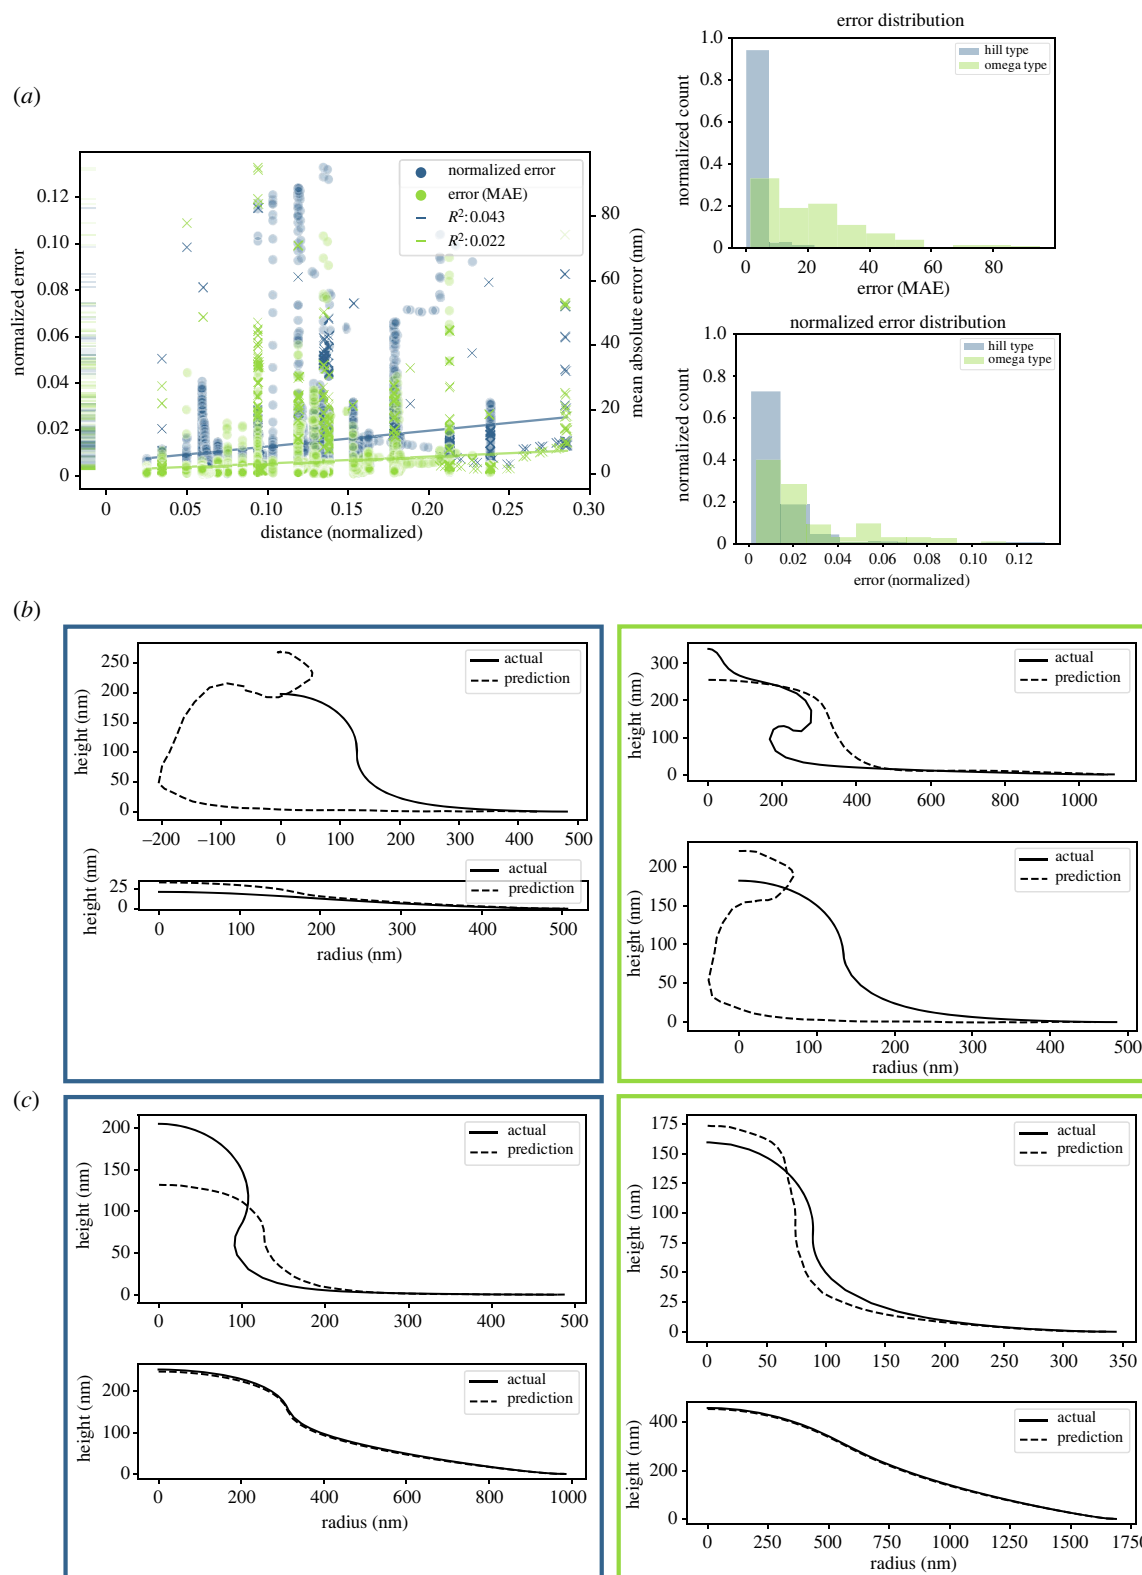 (a)
error distribution
1.0
0.8
0.6
0.4
0.2
0
normalized count
hill type
omega type
0 20 40 60 80
error (MAE)
normalized error
0.12
0.10
0.08
0.06
0.04
0.02
0
normalized error
error (MAE)
R²:0.043
R²:0.022
80
60
40
20
0
mean absolute error (nm)
0 0.05 0.10 0.15 0.20 0.25 0.30
distance (normalized)
normalized error distribution
1.0
0.8
0.6
0.4
0.2
0
normalized count
hill type
omega type
0 0.02 0.04 0.06 0.08 0.10 0.12
error (normalized)
(b)
height (nm)
250
200
150
100
50
0
actual
prediction
–200 –100 0 100 200 300 400 500
height (nm)
25
0
actual
prediction
0 100 200 300 400 500
radius (nm)
height (nm)
300
200
100
0
actual
prediction
0 200 400 600 800 1000
height (nm)
200
150
100
50
0
actual
prediction
0 100 200 300 400 500
radius (nm)
(c)
height (nm)
200
150
100
50
0
actual
prediction
0 100 200 300 400 500
height (nm)
200
100
0
actual
prediction
0 200 400 600 800 1000
radius (nm)
height (nm)
175
150
125
100
75
50
25
0
actual
prediction
0 50 100 150 200 250 300 350
height (nm)
400
200
0
actual
prediction
0 250 500 750 1000 1250 1500 1750
radius (nm)